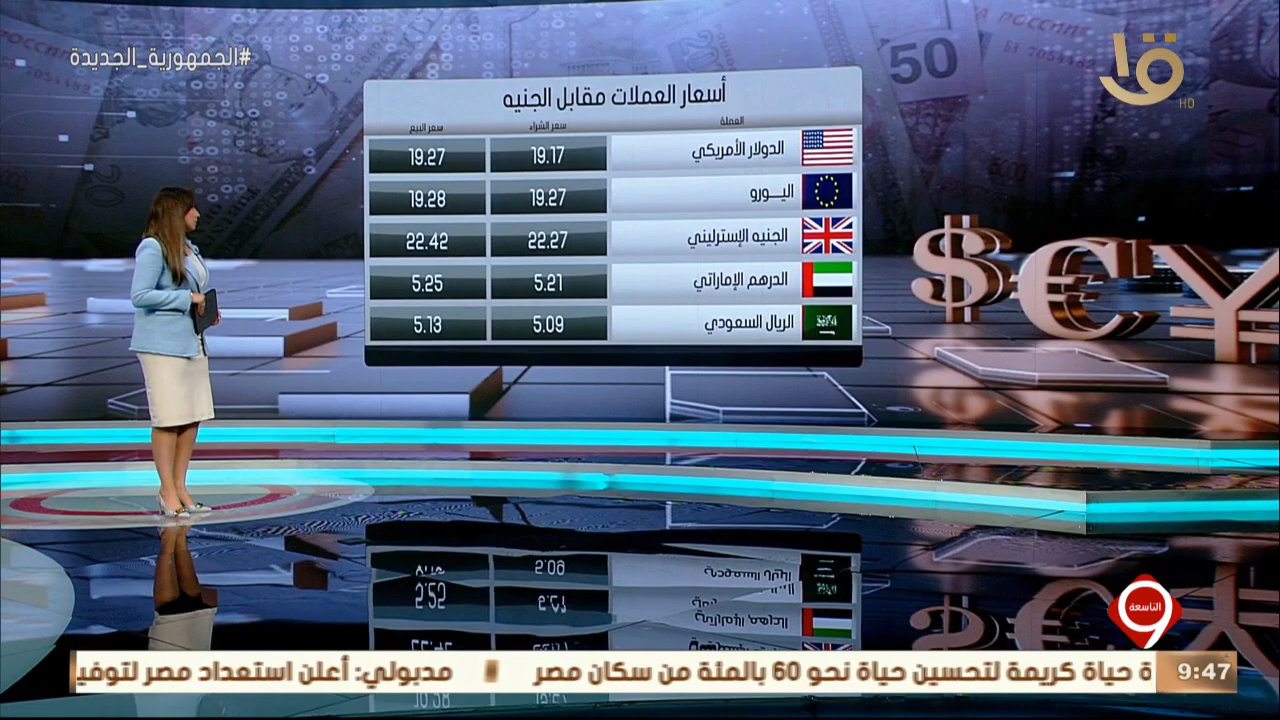 #الجمهورية_الجديدة
HD
50
أسعار العملات مقابل الجنيه
العملة سعر الشراء سعر البيع
الدولار الأمريكي 19.17 19.27
اليـــورو 19.27 19.28
الجنيه الإسترليني 22.27 22.42
الدرهم الإماراتي 5.21 5.25
الريال السعودي 5.09 5.13
$ € ¥
التاسعة
9:47
ة حياة كريمة لتحسين حياة نحو 60 بالمئة من سكان مصر
مدبولي: أعلن استعداد مصر لتوفي